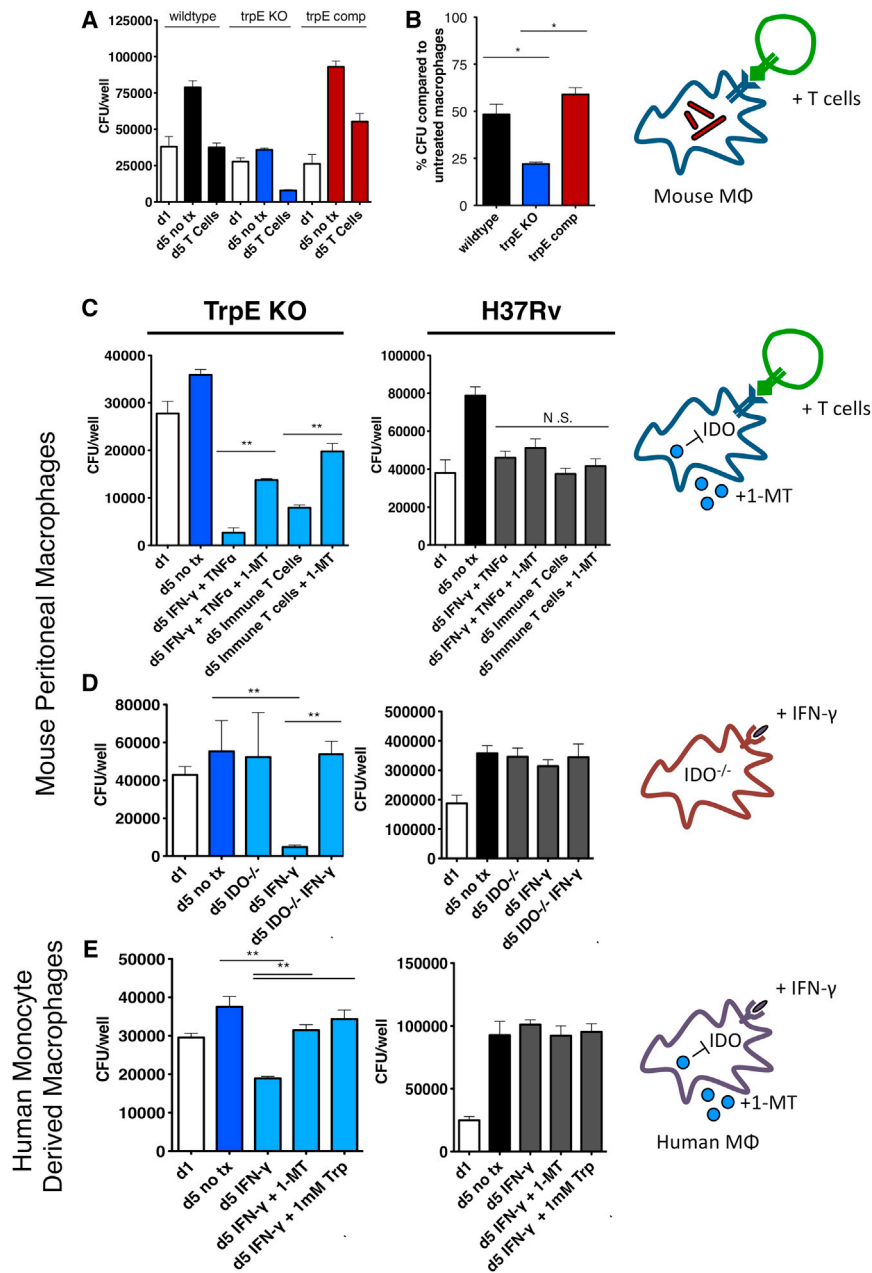 A
wildtype trpE KO trpE comp
CFU/well
125000
100000
75000
50000
25000
0
d1
d5 no tx
d5 T Cells
d1
d5 no tx
d5 T Cells
d1
d5 no tx
d5 T Cells
B
% CFU compared to
untreated macrophages
100
75
50
25
0
*
*
wildtype
trpE KO
trpE comp
+ T cells
Mouse MΦ
Mouse Peritoneal Macrophages
C
TrpE KO
CFU/well
40000
30000
20000
10000
0
**
**
d1
d5 no tx
d5 IFN-γ + TNFα
d5 IFN-γ + TNFα + 1-MT
d5 Immune T Cells
d5 Immune T cells + 1-MT
H37Rv
CFU/well
100000
80000
60000
40000
20000
0
N .S.
d1
d5 no tx
d5 IFN-γ + TNFα
d5 IFN-γ + TNFα + 1-MT
d5 Immune T Cells
d5 Immune T cells + 1-MT
+ T cells
IDO
+1-MT
D
CFU/well
80000
60000
40000
20000
0
**
**
d1
d5 no tx
d5 IDO-/-
d5 IFN-γ
d5 IDO-/- IFN-γ
CFU/well
500000
400000
300000
200000
100000
0
d1
d5 no tx
d5 IDO-/-
d5 IFN-γ
d5 IDO-/- IFN-γ
+ IFN-γ
IDO-/-
Human Monocyte
Derived Macrophages
E
CFU/well
50000
40000
30000
20000
10000
0
**
**
d1
d5 no tx
d5 IFN-γ
d5 IFN-γ + 1-MT
d5 IFN-γ + 1mM Trp
CFU/well
150000
100000
50000
0
d1
d5 no tx
d5 IFN-γ
d5 IFN-γ + 1-MT
d5 IFN-γ + 1mM Trp
+ IFN-γ
IDO
+1-MT
Human MΦ